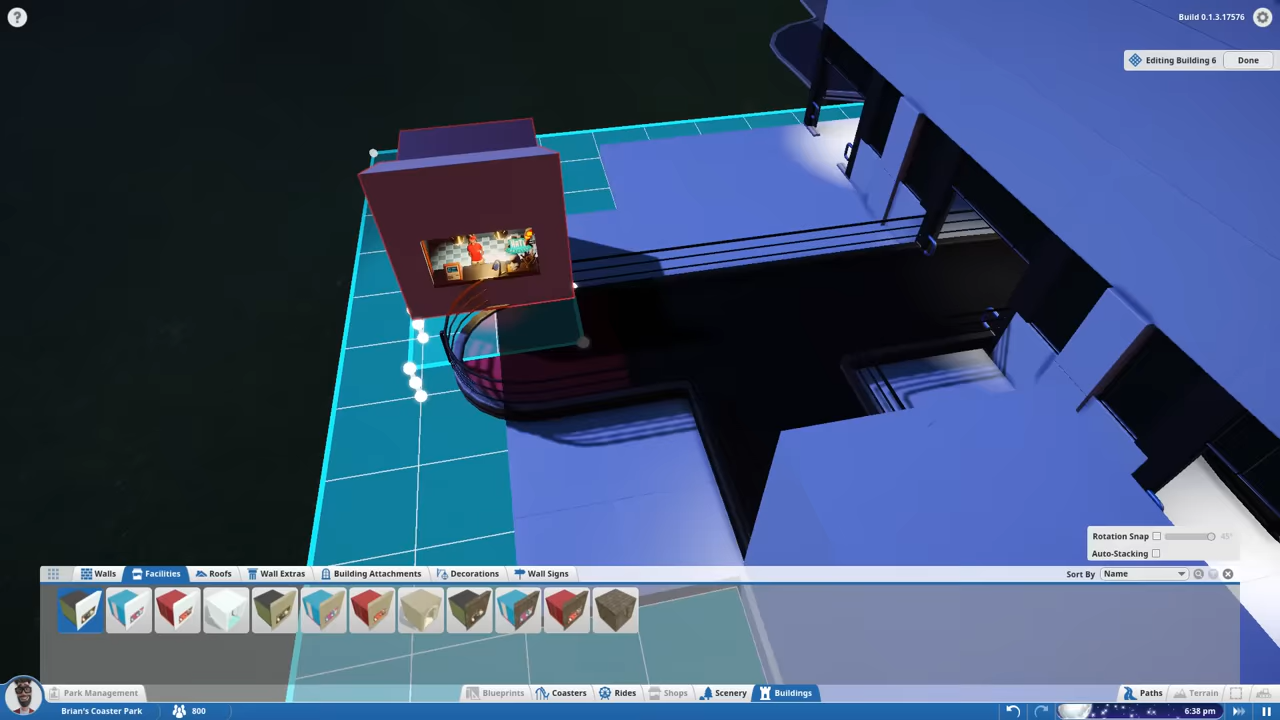 ?
Build 0.1.3.17576
Editing Building 6 Done
Rotation Snap 45°
Auto-Stacking
Walls Facilities Roofs Wall Extras Building Attachments Decorations Wall Signs Sort By Name
Park Management Blueprints Coasters Rides Shops Scenery Buildings Paths Terrain
Brian's Coaster Park 800 6:38 pm